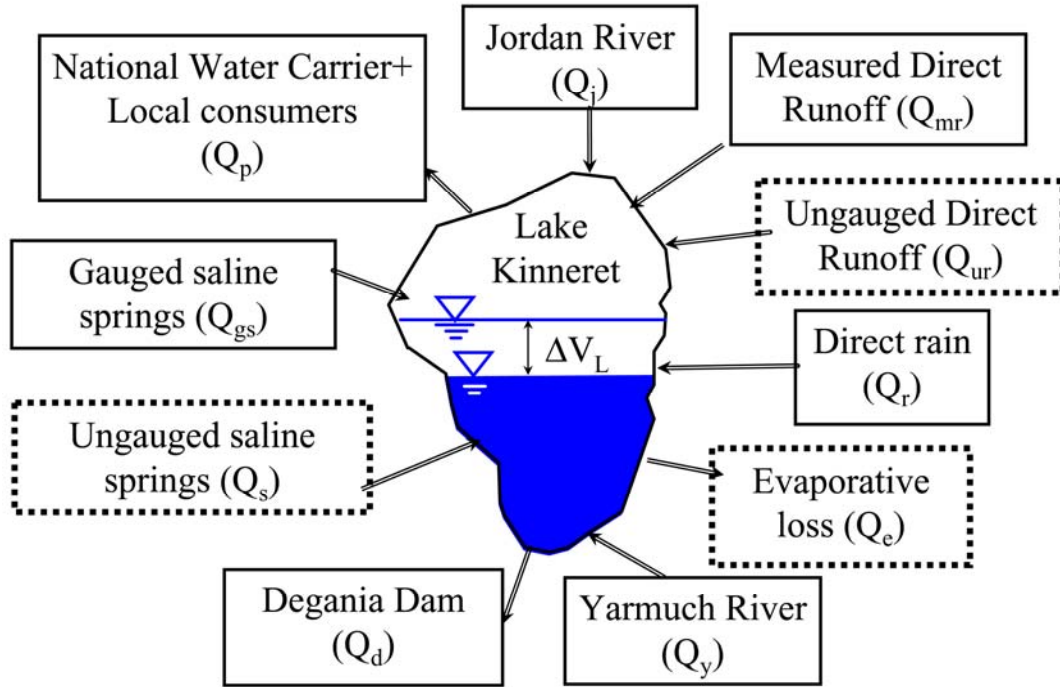 National Water Carrier+
Local consumers
(Qp)
Jordan River
(Qj)
Measured Direct
Runoff (Qmr)
Lake
Kinneret
Ungauged Direct
Runoff (Qur)
Gauged saline
springs (Qgs)
ΔVL
Direct rain
(Qr)
Ungauged saline
springs (Qs)
Evaporative
loss (Qe)
Degania Dam
(Qd)
Yarmuch River
(Qy)